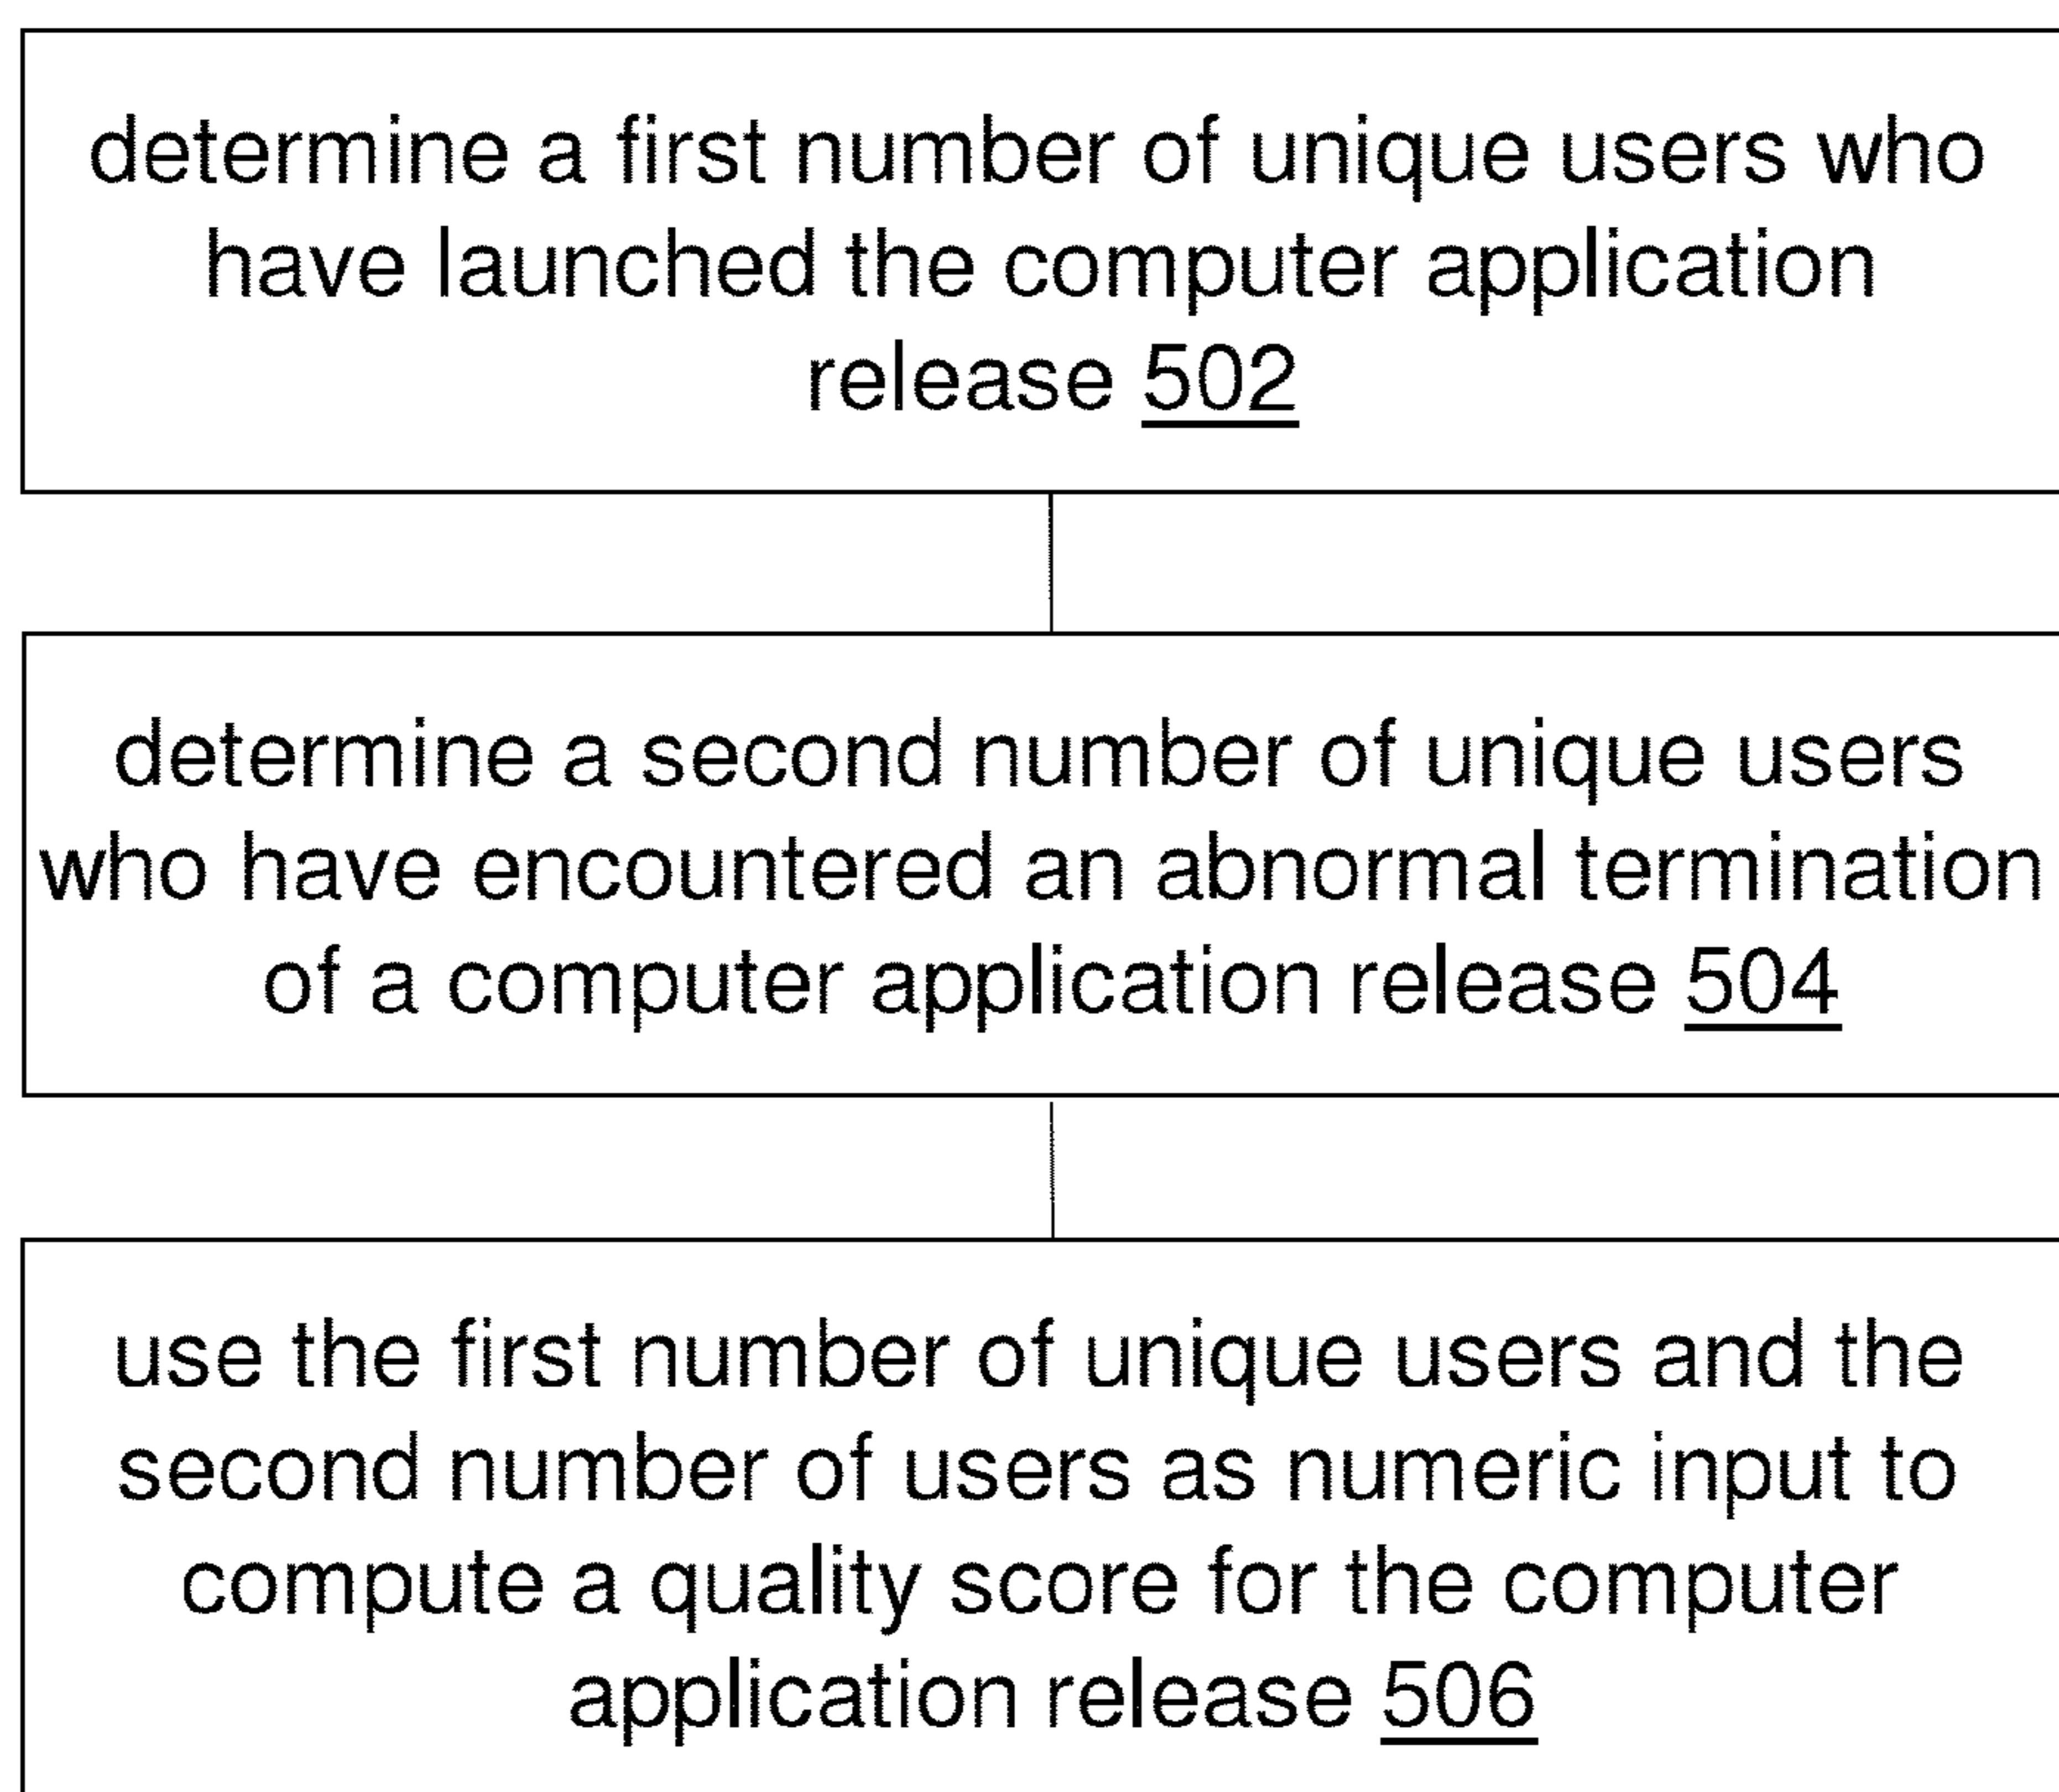 determine a first number of unique users who
have launched the computer application
release 502
determine a second number of unique users
who have encountered an abnormal termination
of a computer application release 504
use the first number of unique users and the
second number of users as numeric input to
compute a quality score for the computer
application release 506